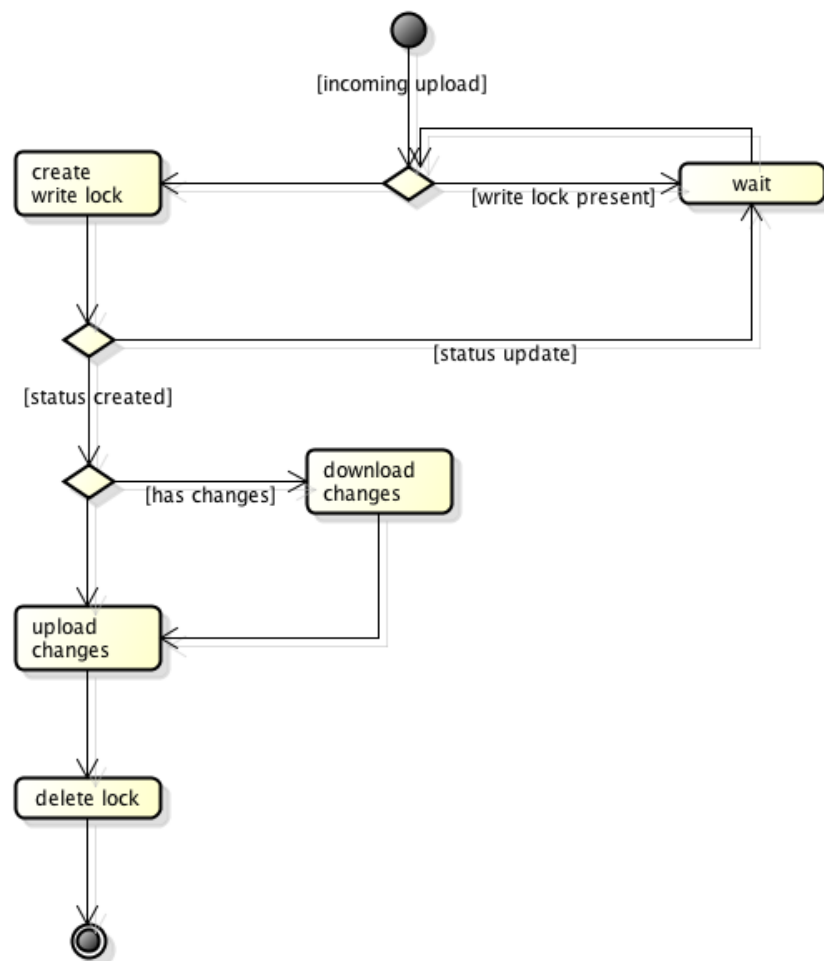 [incoming upload]
create
write lock
[write lock present]
wait
[status update]
[status created]
download
changes
[has changes]
upload
changes
delete lock